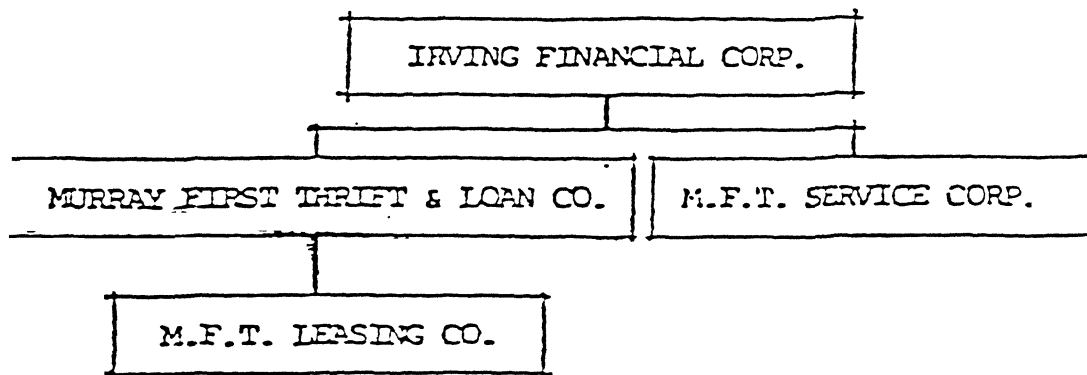 IRVING FINANCIAL CORP.
MURRAY FIRST THRIFT & LOAN CO.
M.F.T. SERVICE CORP.
M.F.T. LEASING CO.